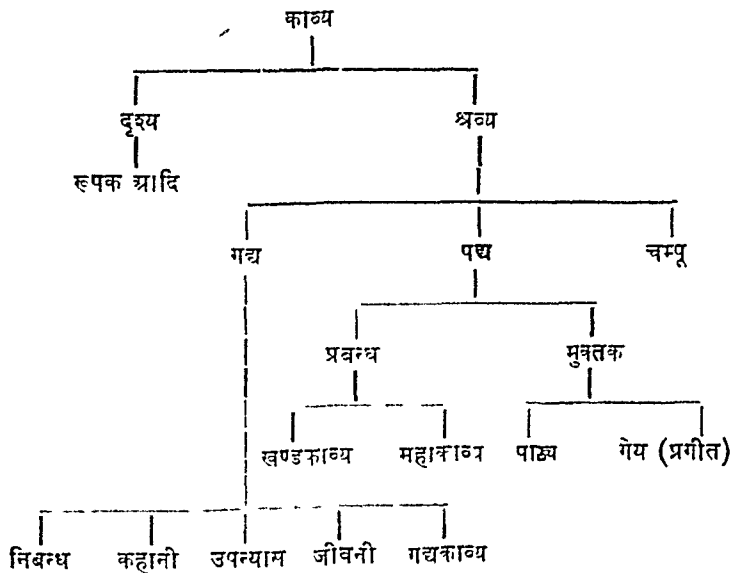 काव्य
दृश्य श्रव्य
रूपक आदि
गद्य पद्य चम्पू
प्रबन्ध मुक्तक
खण्डकाव्य महाकाव्य पाठ्य गेय (प्रगीत)
निबन्ध कहानी उपन्यास जीवनी गद्यकाव्य